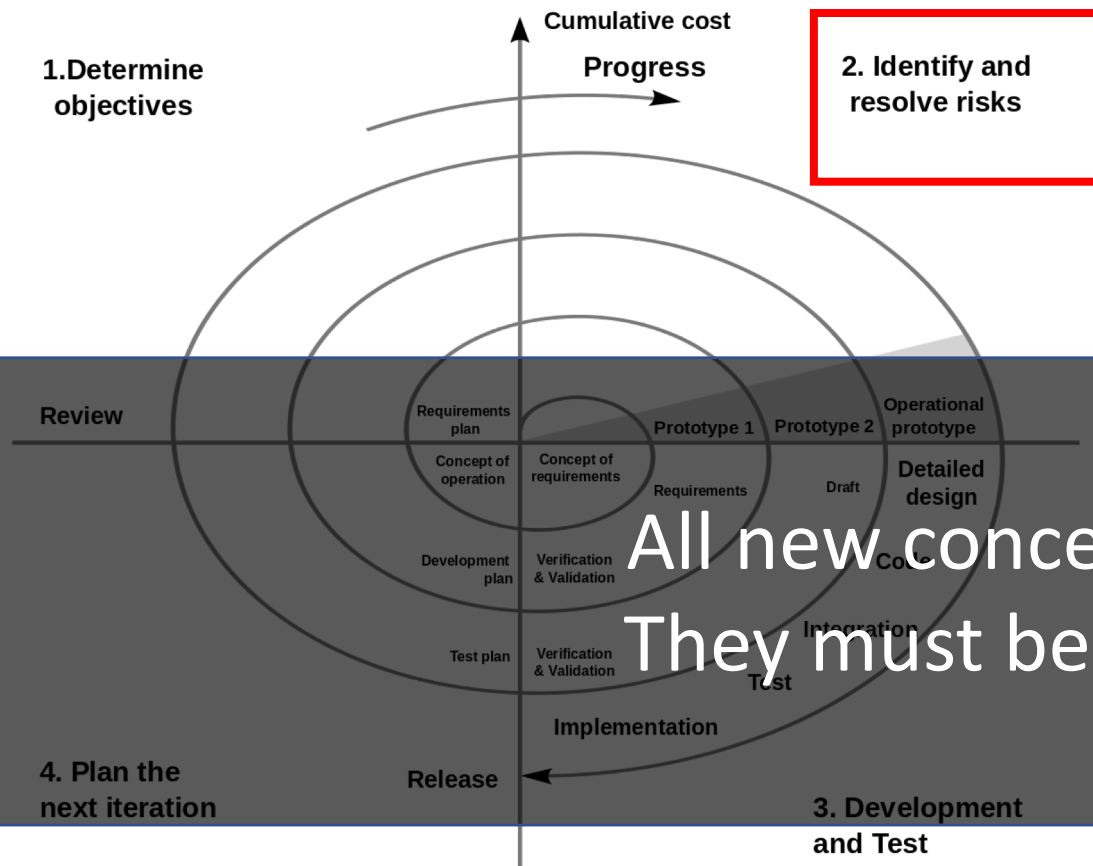 Cumulative cost
Progress
1.Determine
objectives
2. Identify and
resolve risks
Review
Requirements
plan
Prototype 1
Prototype 2
Operational
prototype
Concept of
operation
Concept of
requirements
Requirements
Draft
Detailed
design
All new conce
Development
plan
Verification
& Validation
Code
They must be
Integration
Test plan
Verification
& Validation
Test
Implementation
4. Plan the
next iteration
Release
3. Development
and Test